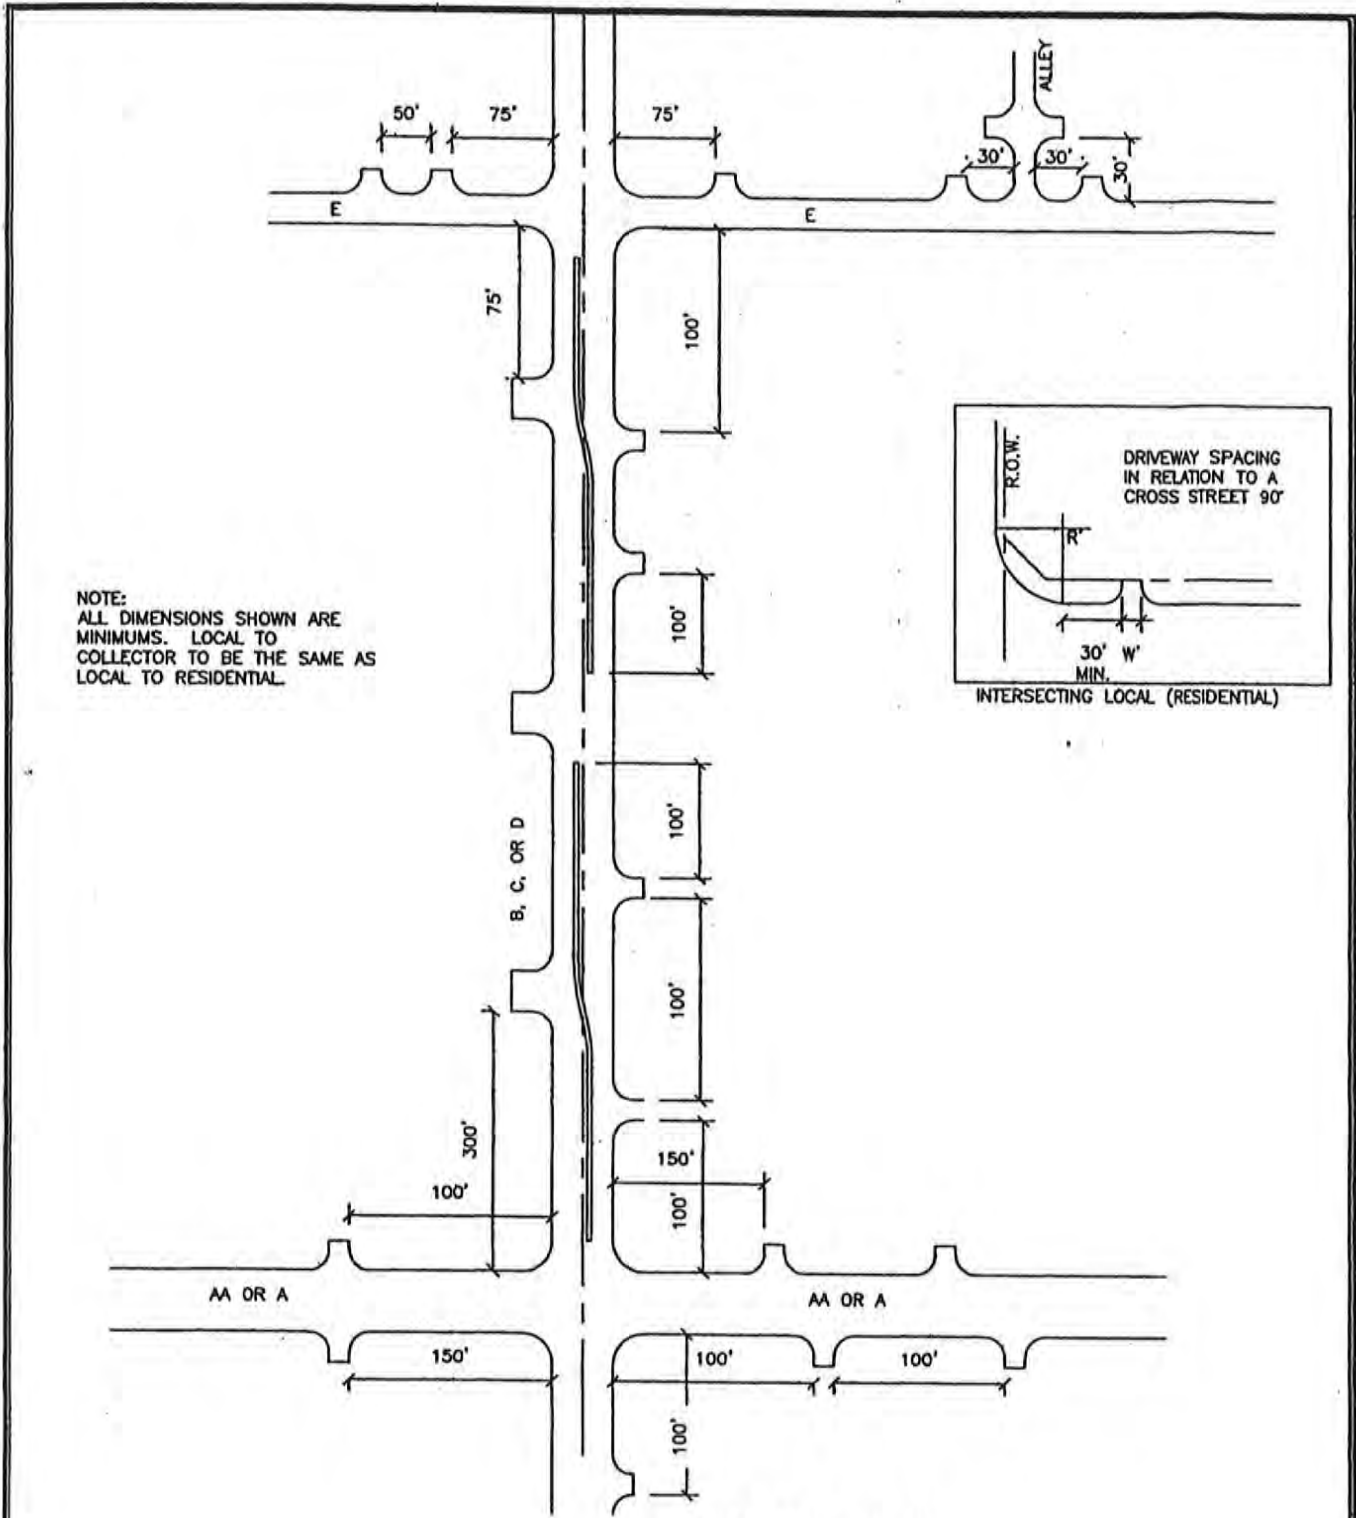 ALLEY
50'
75'
75'
30'
30'
30'
E
E
75'
100'
R.O.W.
DRIVEWAY SPACING
IN RELATION TO A
CROSS STREET 90°
R'
30'
W'
MIN.
INTERSECTING LOCAL (RESIDENTIAL)
NOTE:
ALL DIMENSIONS SHOWN ARE
MINIMUMS. LOCAL TO
COLLECTOR TO BE THE SAME AS
LOCAL TO RESIDENTIAL.
100'
100'
B, C, OR D
100'
300'
150'
100'
100'
AA OR A
AA OR A
150'
100'
100'
100'